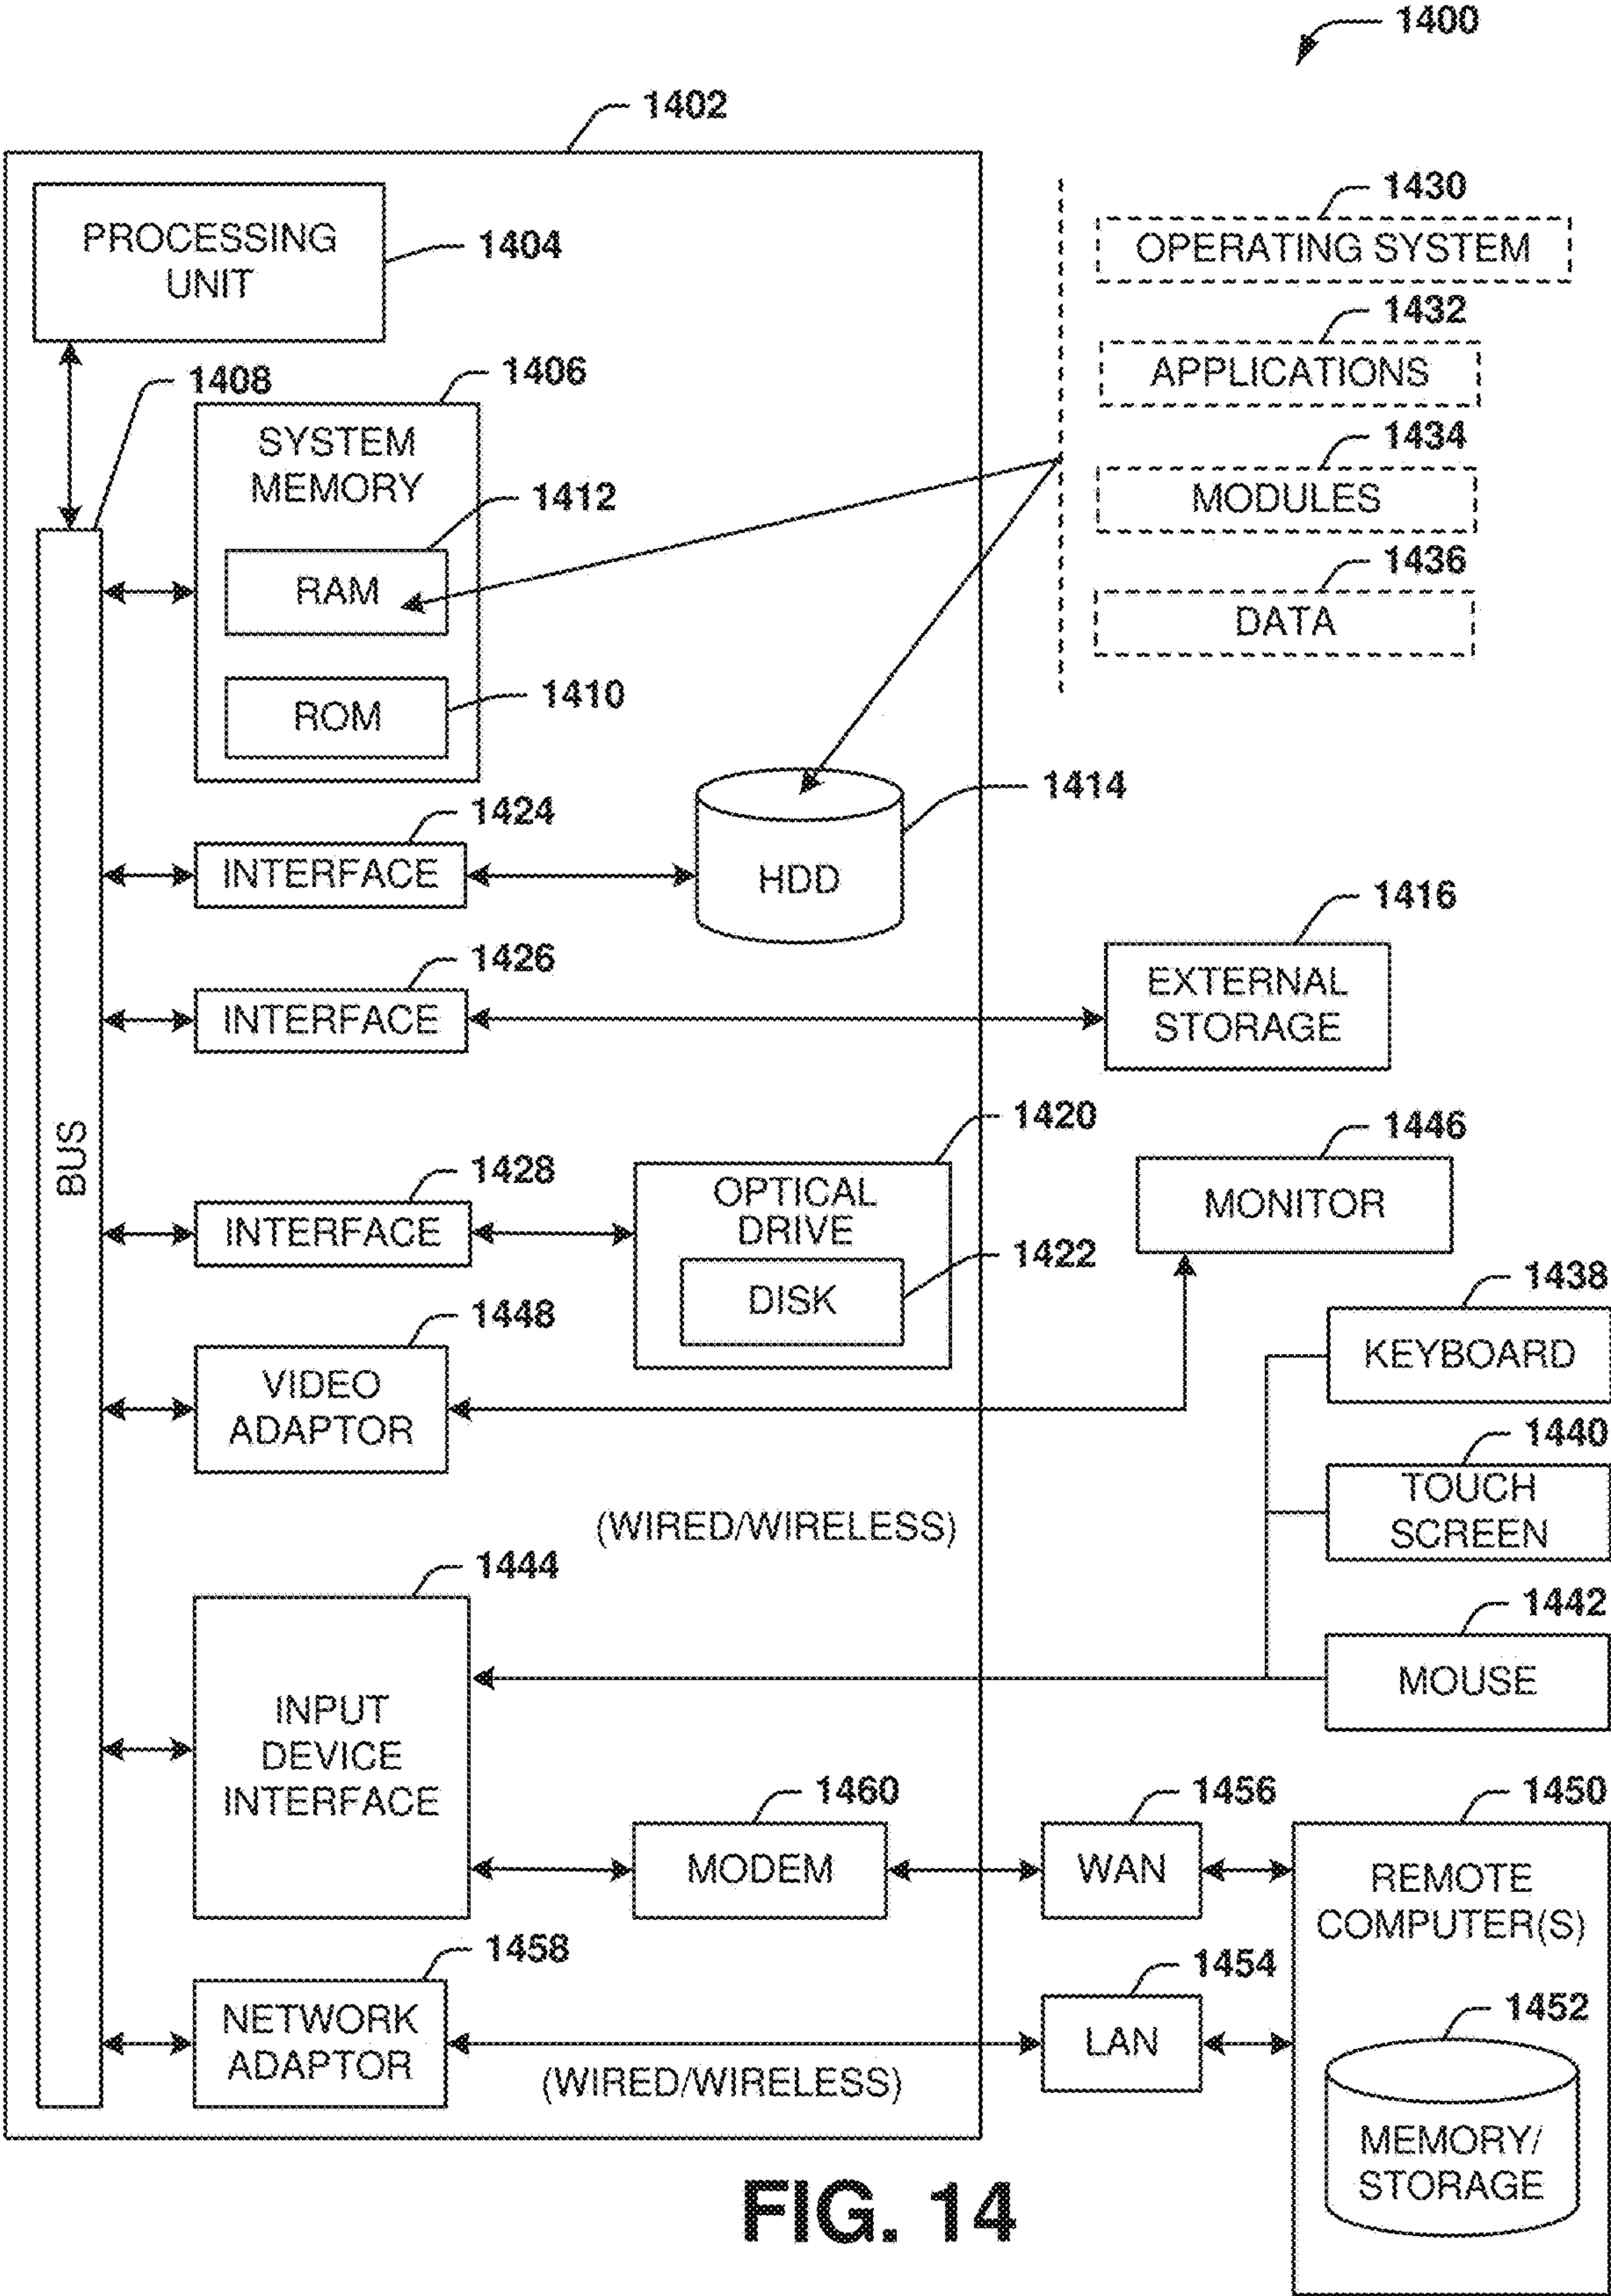 1400
1402
PROCESSING
UNIT
1404
1430
OPERATING SYSTEM
1432
APPLICATIONS
1434
MODULES
1436
DATA
1408
1406
SYSTEM
MEMORY
1412
RAM
1410
ROM
BUS
1424
INTERFACE
1414
HDD
1426
INTERFACE
1416
EXTERNAL
STORAGE
1428
INTERFACE
1420
OPTICAL
DRIVE
1422
DISK
1446
MONITOR
1448
VIDEO
ADAPTOR
1438
KEYBOARD
1440
TOUCH
SCREEN
(WIRED/WIRELESS)
1442
MOUSE
1444
INPUT
DEVICE
INTERFACE
1460
MODEM
1456
WAN
1450
REMOTE
COMPUTER(S)
1458
NETWORK
ADAPTOR
(WIRED/WIRELESS)
1454
LAN
1452
MEMORY/
STORAGE
FIG. 14